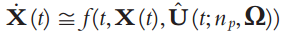 Ẋ(t) ≅ f(t, X(t), Û(t; n_p, Ω))